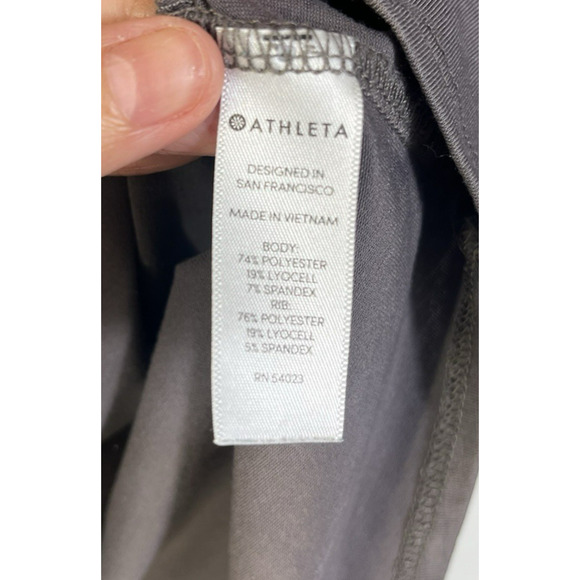 ATHLETA
DESIGNED IN
SAN FRANCISCO
MADE IN VIETNAM
BODY:
74% POLYESTER
19% LYOCELL
7% SPANDEX
RIB:
76% POLYESTER
19% LYOCELL
5% SPANDEX
RN 54023